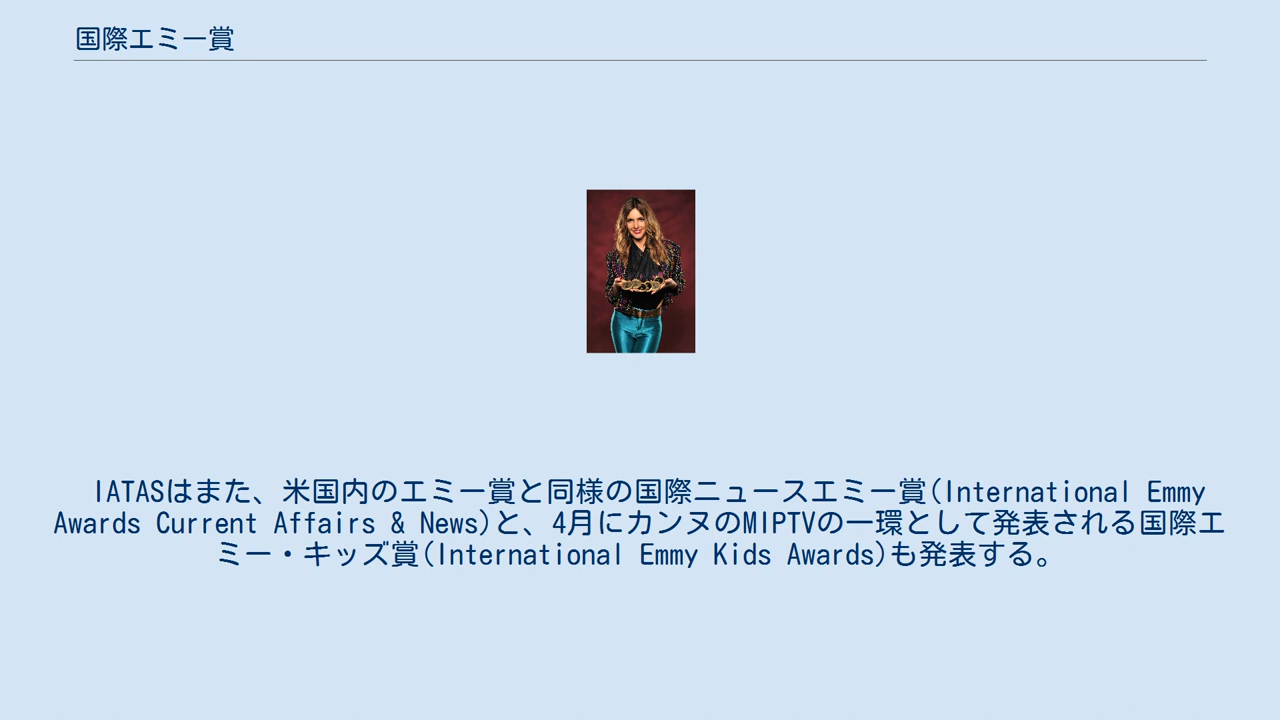 国際エミー賞
IATASはまた、米国内のエミー賞と同様の国際ニュースエミー賞(International Emmy
Awards Current Affairs & News)と、4月にカンヌのMIPTVの一環として発表される国際エ
ミー・キッズ賞(International Emmy Kids Awards)も発表する。